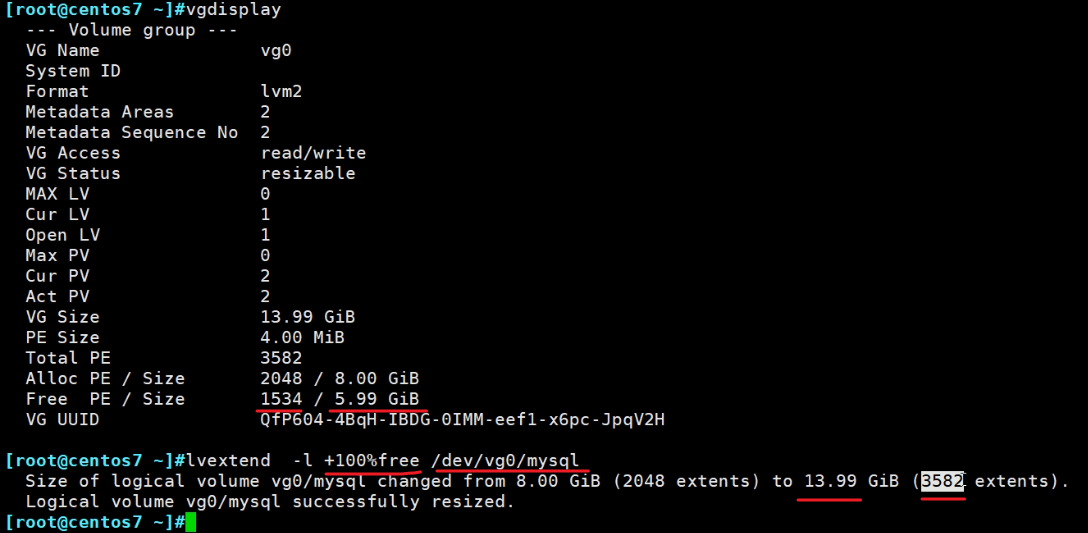 [root@centos7 ~]#vgdisplay
--- Volume group ---
VG Name vg0
System ID
Format lvm2
Metadata Areas 2
Metadata Sequence No 2
VG Access read/write
VG Status resizable
MAX LV 0
Cur LV 1
Open LV 1
Max PV 0
Cur PV 2
Act PV 2
VG Size 13.99 GiB
PE Size 4.00 MiB
Total PE 3582
Alloc PE / Size 2048 / 8.00 GiB
Free PE / Size 1534 / 5.99 GiB
VG UUID QfP604-4BqH-IBDG-0IMM-eef1-x6pc-JpqV2H
[root@centos7 ~]#lvextend -l +100%free /dev/vg0/mysql
Size of logical volume vg0/mysql changed from 8.00 GiB (2048 extents) to 13.99 GiB (3582 extents).
Logical volume vg0/mysql successfully resized.
[root@centos7 ~]#